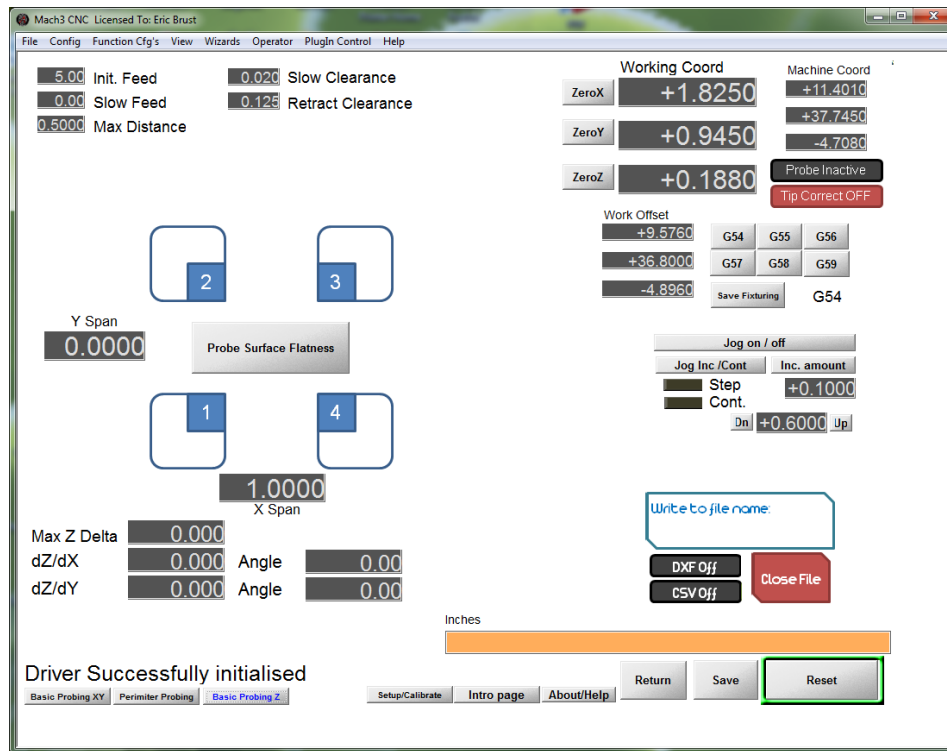 Mach3 CNC Licensed To: Eric Brust
File Config Function Cfg's View Wizards Operator PlugIn Control Help
5.00 Init. Feed 0.020 Slow Clearance
0.00 Slow Feed 0.125 Retract Clearance
0.5000 Max Distance
Working Coord Machine Coord
ZeroX +1.8250 +11.4010
ZeroY +0.9450 +37.7450
ZeroZ +0.1880 -4.7080
Probe Inactive
Tip Correct OFF
Work Offset
+9.5760 G54 G55 G56
+36.8000 G57 G58 G59
-4.8960 Save Fixturing G54
2 3
Y Span
0.0000 Probe Surface Flatness
1 4
1.0000
X Span
Jog on / off
Jog Inc /Cont Inc. amount
Step +0.1000
Cont.
Dn +0.6000 Up
Write to file name:
DXF Off
CSV Off
Close File
Max Z Delta 0.000
dZ/dX 0.000 Angle 0.00
dZ/dY 0.000 Angle 0.00
Inches
Driver Successfully initialised
Basic Probing XY Perimiter Probing Basic Probing Z
Setup/Calibrate Intro page About/Help Return Save Reset